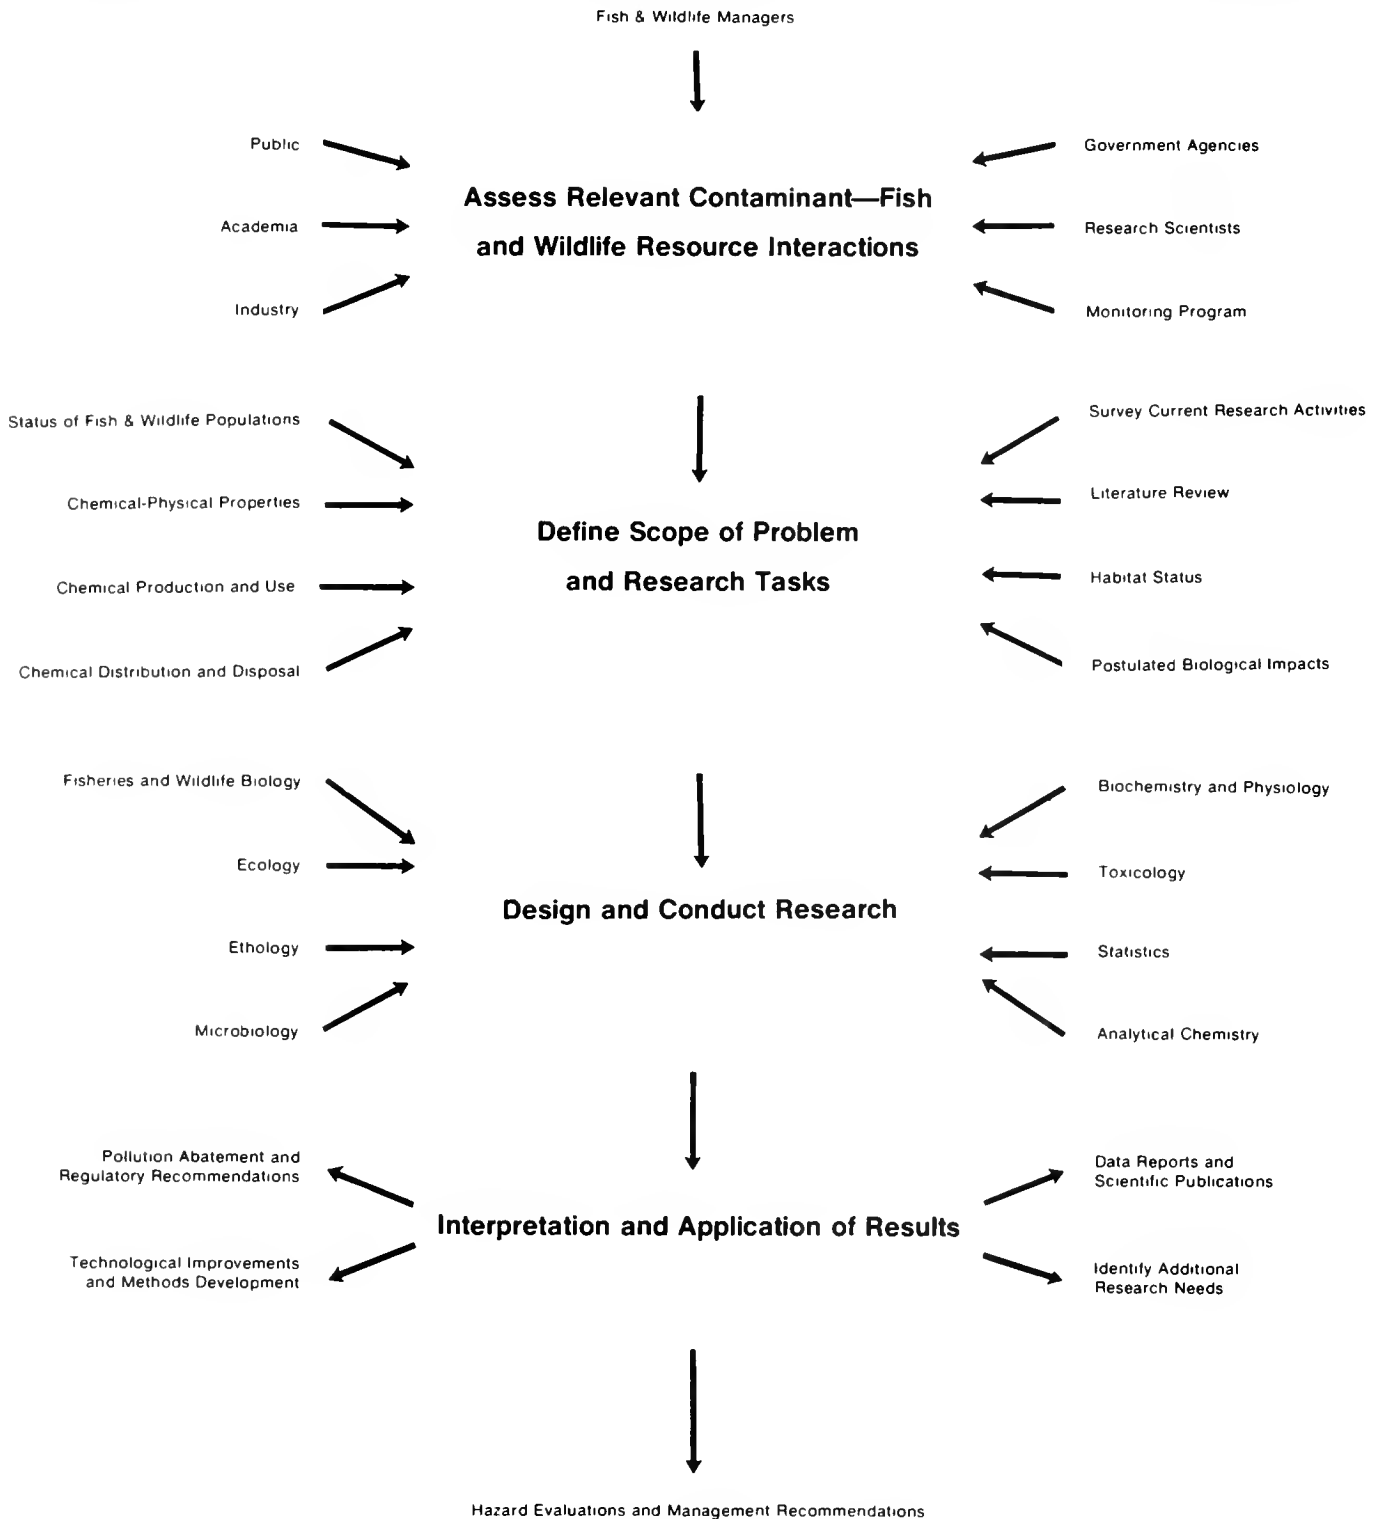 Fish & Wildlife Managers
Public
Academia
Industry
Assess Relevant Contaminant—Fish
and Wildlife Resource Interactions
Government Agencies
Research Scientists
Monitoring Program
Status of Fish & Wildlife Populations
Chemical-Physical Properties
Chemical Production and Use
Chemical Distribution and Disposal
Define Scope of Problem
and Research Tasks
Survey Current Research Activities
Literature Review
Habitat Status
Postulated Biological Impacts
Fisheries and Wildlife Biology
Ecology
Ethology
Microbiology
Design and Conduct Research
Biochemistry and Physiology
Toxicology
Statistics
Analytical Chemistry
Pollution Abatement and
Regulatory Recommendations
Technological Improvements
and Methods Development
Interpretation and Application of Results
Data Reports and
Scientific Publications
Identify Additional
Research Needs
Hazard Evaluations and Management Recommendations